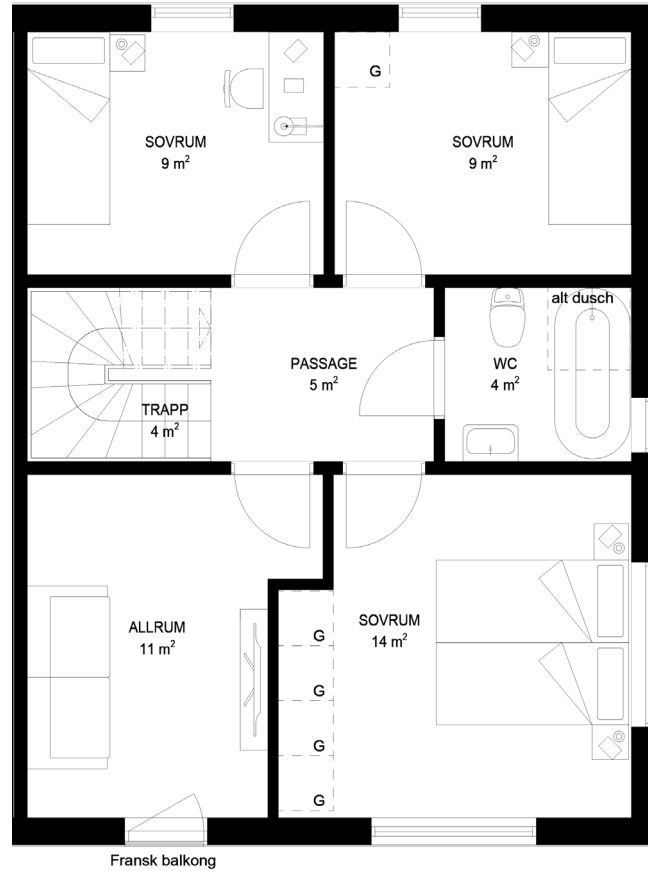 G
SOVRUM
9 m²
SOVRUM
9 m²
alt dusch
PASSAGE
5 m²
WC
4 m²
TRAPP
4 m²
ALLRUM
11 m²
SOVRUM
14 m²
G
G
G
G
Fransk balkong